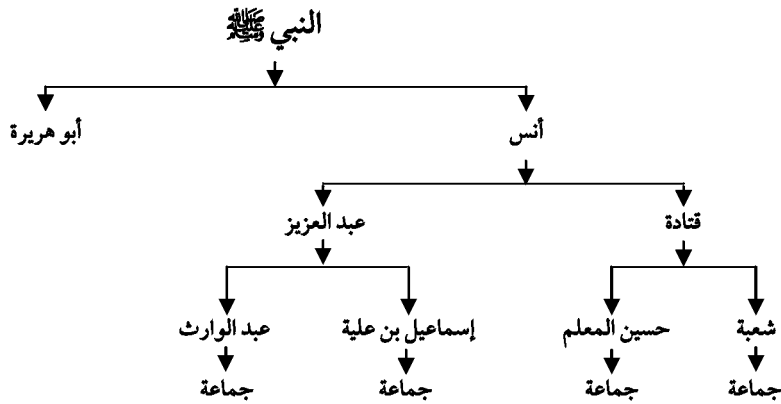 النبي ﷺ
أنس
أبو هريرة
قتادة
عبد العزيز
شعبة
حسين المعلم
إسماعيل بن علية
عبد الوارث
جماعة
جماعة
جماعة
جماعة